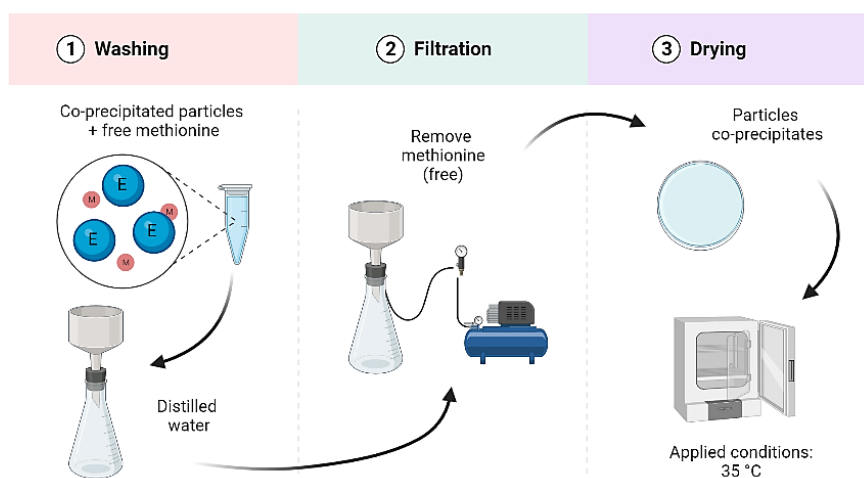 1 Washing
2 Filtration
3 Drying
Co-precipitated particles
+ free methionine
E
M
M
E
E
M
Distilled
water
Remove
methionine
(free)
Particles
co-precipitates
Applied conditions:
35 °C